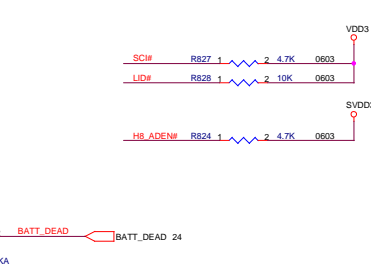 VDD3
SCI# R827 1 2 4.7K 0603
LID# R828 1 2 10K 0603
H8_ADEN# R824 1 2 4.7K 0603
BATT_DEAD BATT_DEAD 24